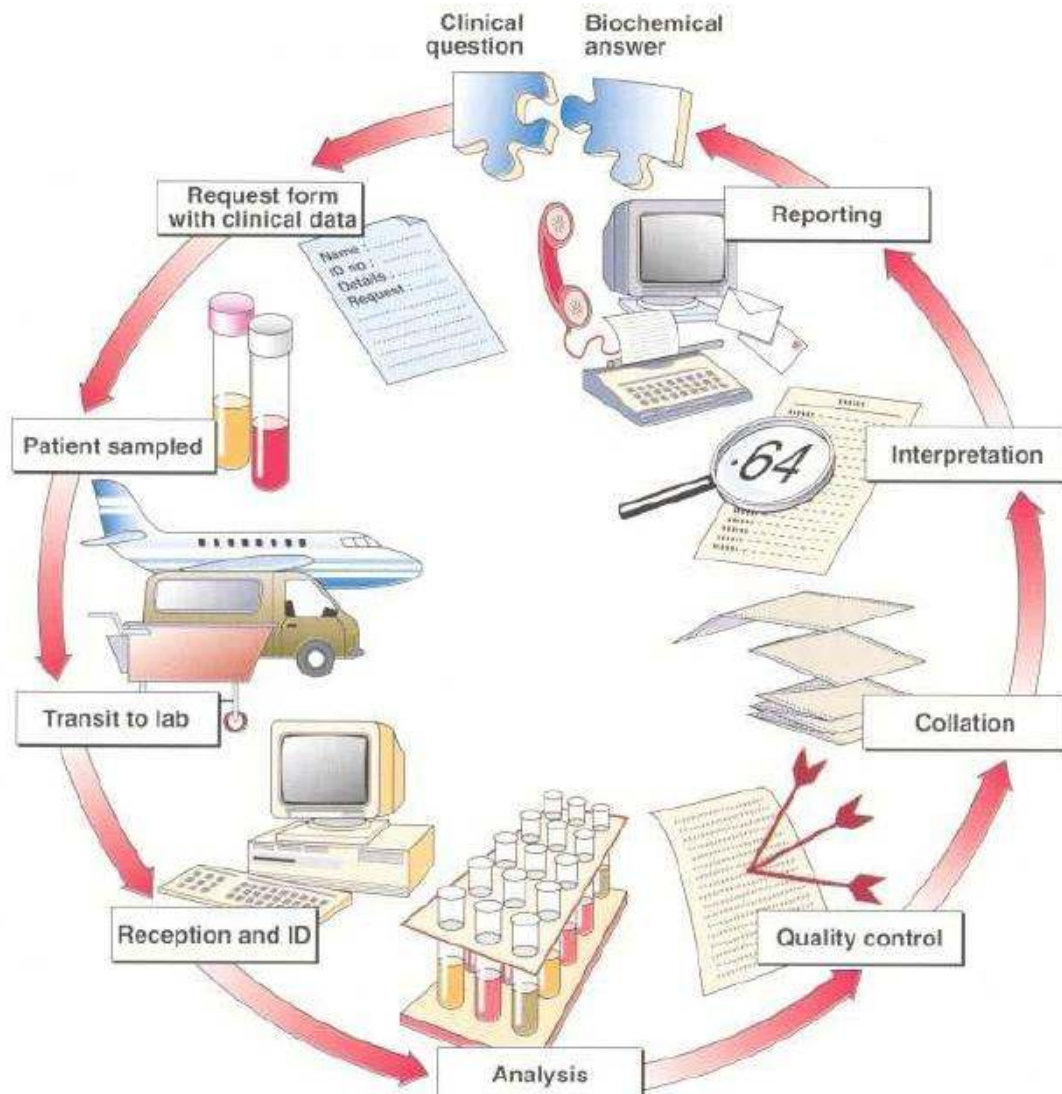 Clinical
question
Biochemical
answer
Request form
with clinical data
Name :
ID no :
Details :
Request :
Reporting
Patient sampled
.64
Interpretation
Transit to lab
Collation
Reception and ID
Quality control
Analysis